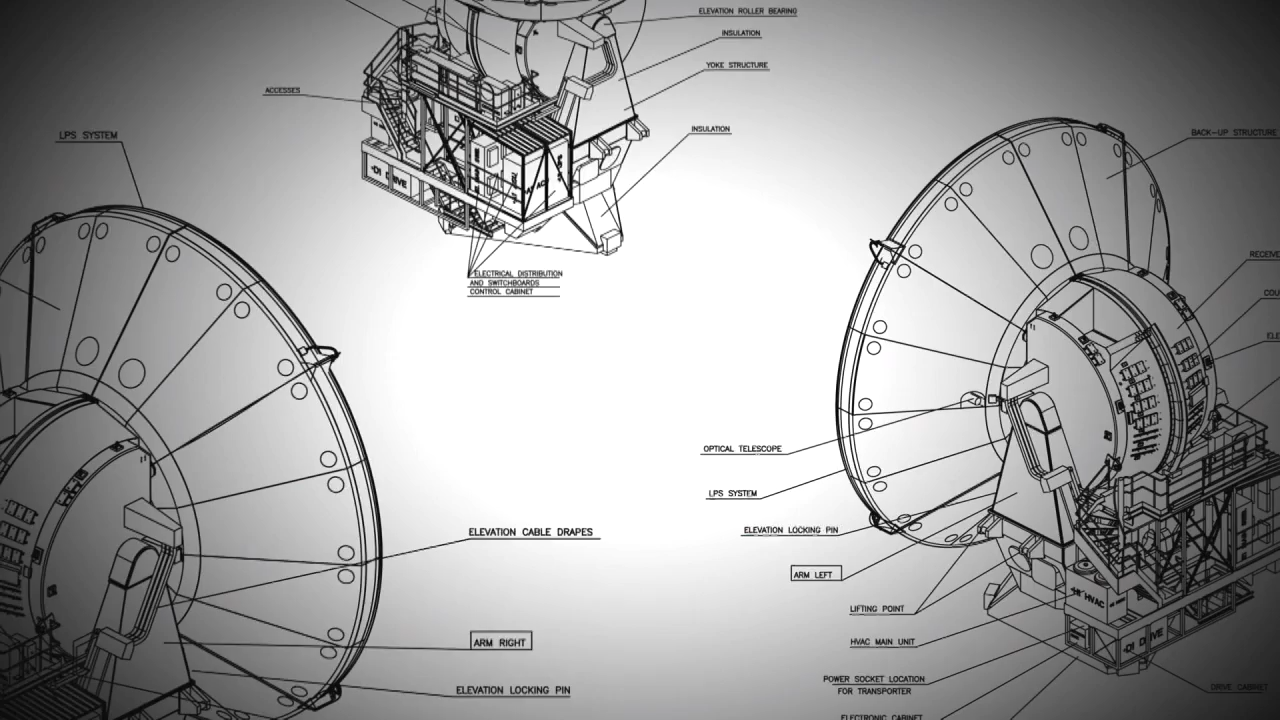 ELEVATION ROLLER BEARING
INSULATION
YOKE STRUCTURE
ACCESSES
INSULATION
ELECTRICAL DISTRIBUTION
AND SWITCHBOARDS
CONTROL CABINET
LPS SYSTEM
ELEVATION CABLE DRAPES
ARM RIGHT
ELEVATION LOCKING PIN
BACK-UP STRUCTURE
OPTICAL TELESCOPE
LPS SYSTEM
ELEVATION LOCKING PIN
ARM LEFT
LIFTING POINT
HVAC MAIN UNIT
POWER SOCKET LOCATION
FOR TRANSPORTER
ELECTRONIC CABINET
DRIVE CABINET
HVAC